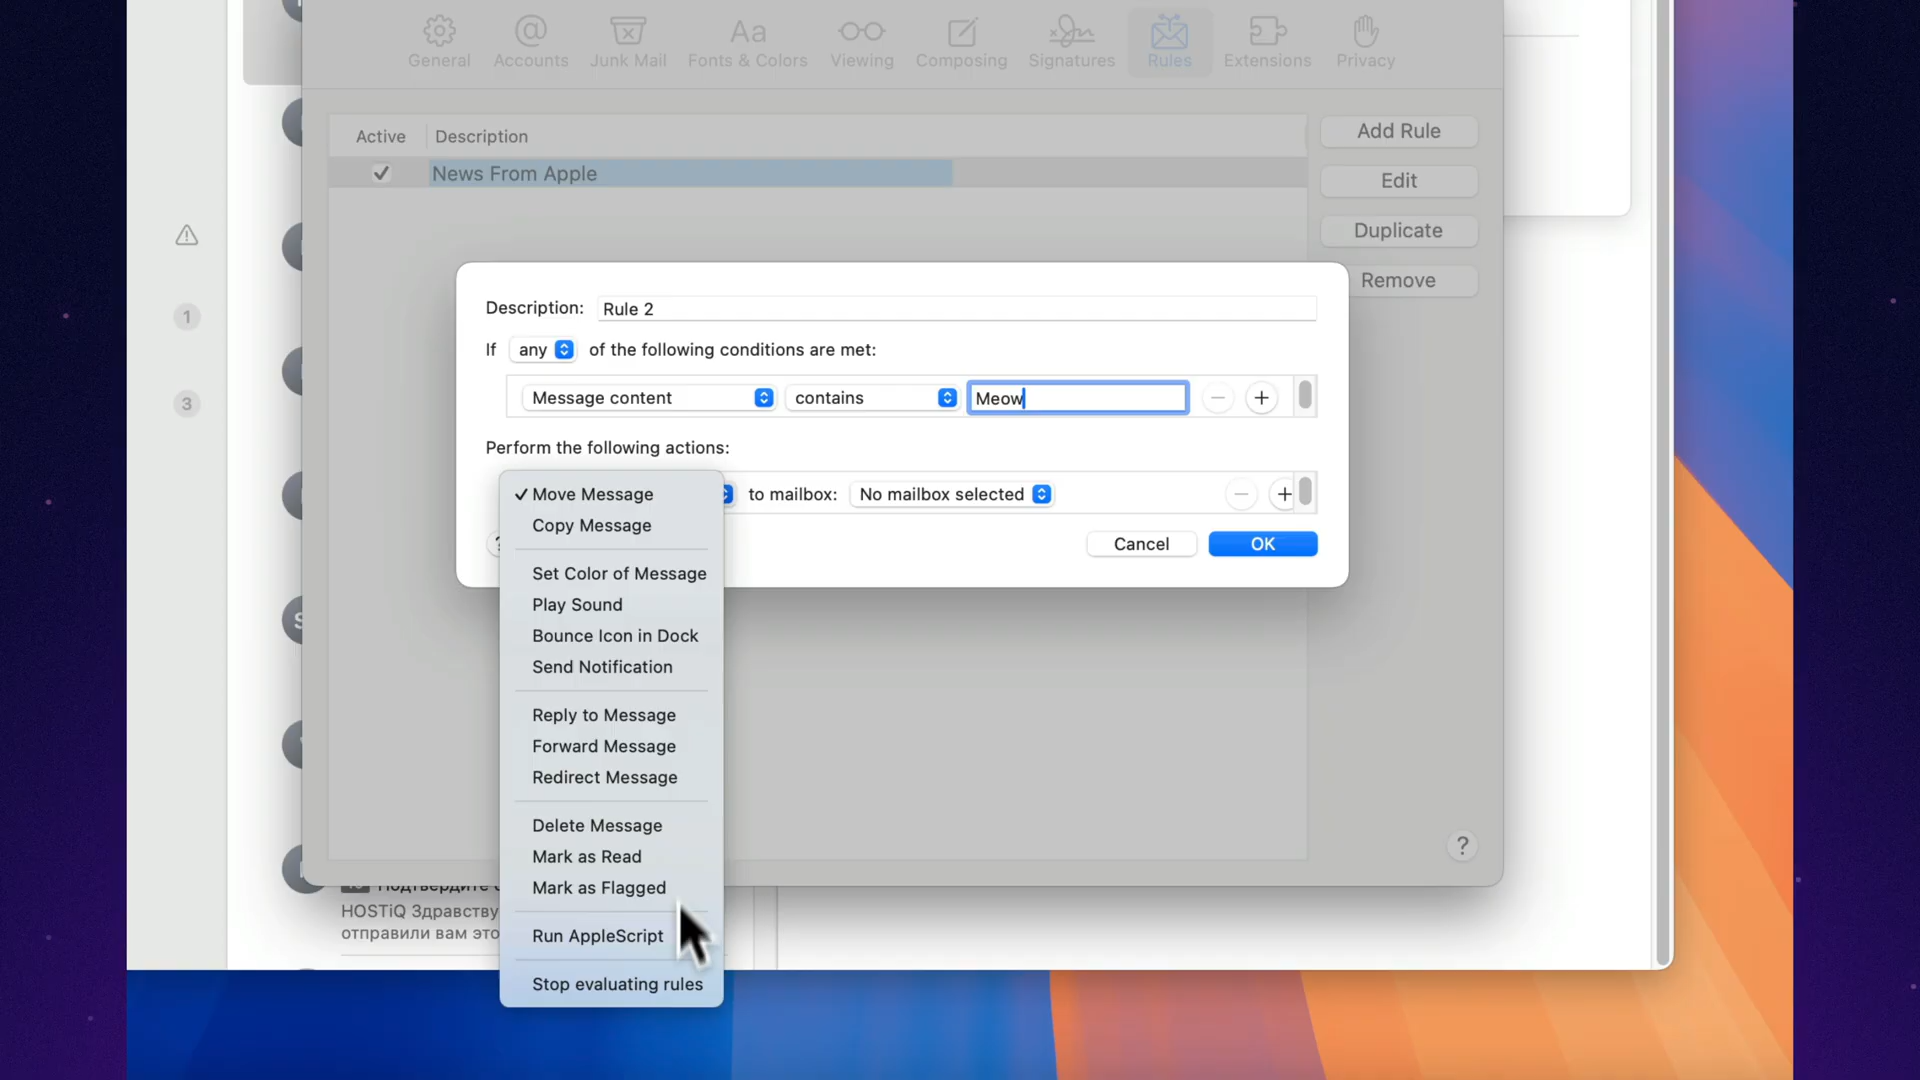 General Accounts Junk Mail Fonts & Colors Viewing Composing Signatures Rules Extensions Privacy
Active Description
News From Apple
Add Rule
Edit
Duplicate
Remove
1
3
Description: Rule 2
If any of the following conditions are met:
Message content contains Meow
Perform the following actions:
to mailbox: No mailbox selected
Cancel OK
✓ Move Message
Copy Message
Set Color of Message
Play Sound
Bounce Icon in Dock
Send Notification
Reply to Message
Forward Message
Redirect Message
Delete Message
Mark as Read
Mark as Flagged
Run AppleScript
Stop evaluating rules
?
HOSTiQ Здравству
отправили вам это